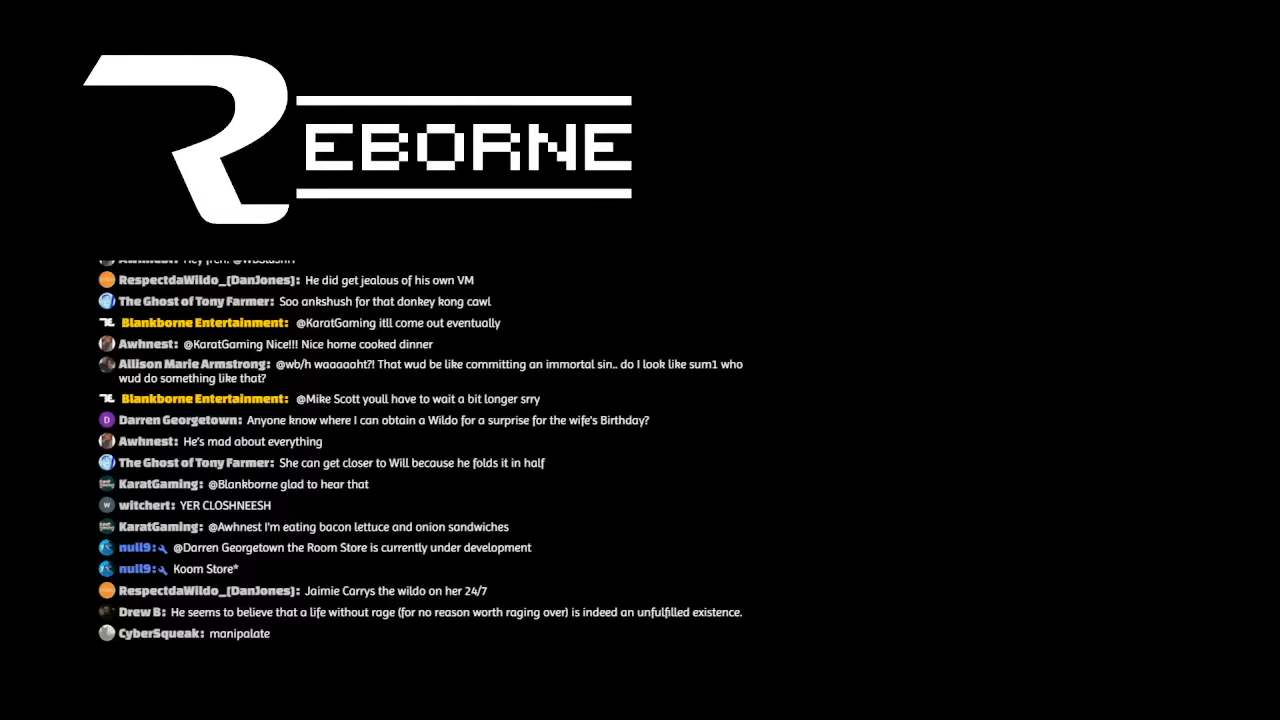 REBORNE
RespectdaWildo_(DanJones): He did get jealous of his own VM
The Ghost of Tony Farmer: Soo ankshush for that donkey kong cawl
Blankborne Entertainment: @KaratGaming itll come out eventually
Awhnest: @KaratGaming Nice!!! Nice home cooked dinner
Allison Marie Armstrong: @wb/h waaaaaht?! That wud be like committing an immortal sin.. do I look like sum1 who
wud do something like that?
Blankborne Entertainment: @Mike Scott youll have to wait a bit longer srry
D Darren Georgetown: Anyone know where I can obtain a Wildo for a surprise for the wife's Birthday?
Awhnest: He's mad about everything
The Ghost of Tony Farmer: She can get closer to Will because he folds it in half
KaratGaming: @Blankborne glad to hear that
W witchert: YER CLOSHNEESH
KaratGaming: @Awhnest I'm eating bacon lettuce and onion sandwiches
null9: @Darren Georgetown the Room Store is currently under development
null9: Koom Store*
RespectdaWildo_(DanJones): Jaimie Carrys the wildo on her 24/7
Drew B: He seems to believe that a life without rage (for no reason worth raging over) is indeed an unfulfilled existence.
CyberSqueak: manipalate